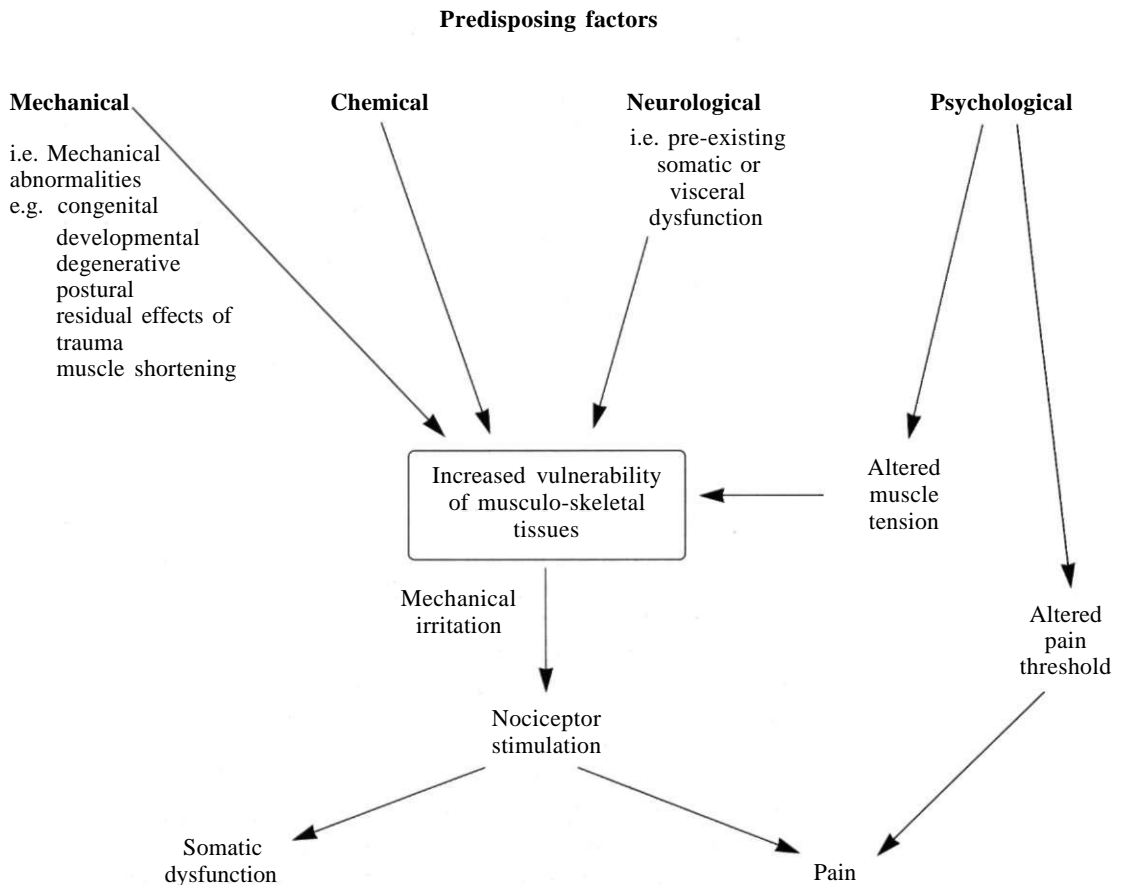 Predisposing factors
Mechanical
i.e. Mechanical
abnormalities
e.g. congenital
developmental
degenerative
postural
residual effects of
trauma
muscle shortening
Chemical
Neurological
i.e. pre-existing
somatic or
visceral
dysfunction
Psychological
Increased vulnerability
of musculo-skeletal
tissues
Altered
muscle
tension
Mechanical
irritation
Altered
pain
threshold
Nociceptor
stimulation
Somatic
dysfunction
Pain